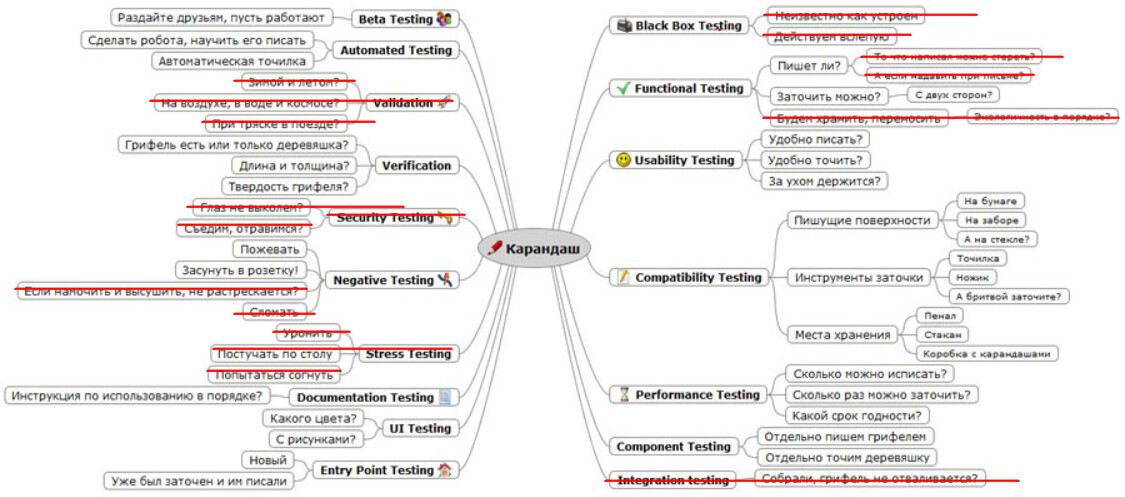 Карандаш
Beta Testing
Раздайте друзьям, пусть работают
Automated Testing
Сделать робота, научить его писать
Автоматическая точилка
Validation
Зимой и летом?
На воздухе, в воде и космосе?
При тряске в поезде?
Verification
Грифель есть или только деревяшка?
Длина и толщина?
Твердость грифеля?
Security Testing
Глаз не выколем?
Съедим, отравимся?
Negative Testing
Пожевать
Засунуть в розетку!
Если намочить и высушить, не растрескается?
Сломать
Stress Testing
Уронить
Постучать по столу
Попытаться согнуть
Documentation Testing
Инструкция по использованию в порядке?
UI Testing
Какого цвета?
С рисунками?
Entry Point Testing
Новый
Уже был заточен и им писали
Black Box Testing
Неизвестно как устроен
Действуем вслепую
Functional Testing
Пишет ли?
То что написал можно стереть?
А если надавить при письме?
Заточить можно?
С двух сторон?
Будем хранить, переносить
Экологичность в порядке?
Usability Testing
Удобно писать?
Удобно точить?
За ухом держится?
Compatibility Testing
Пишущие поверхности
На бумаге
На заборе
А на стекле?
Инструменты заточки
Точилка
Ножик
А бритвой заточите?
Места хранения
Пенал
Стакан
Коробка с карандашами
Performance Testing
Сколько можно исписать?
Сколько раз можно заточить?
Какой срок годности?
Component Testing
Отдельно пишем грифелем
Отдельно точим деревяшку
Integration testing
Собрали, грифель не отваливается?